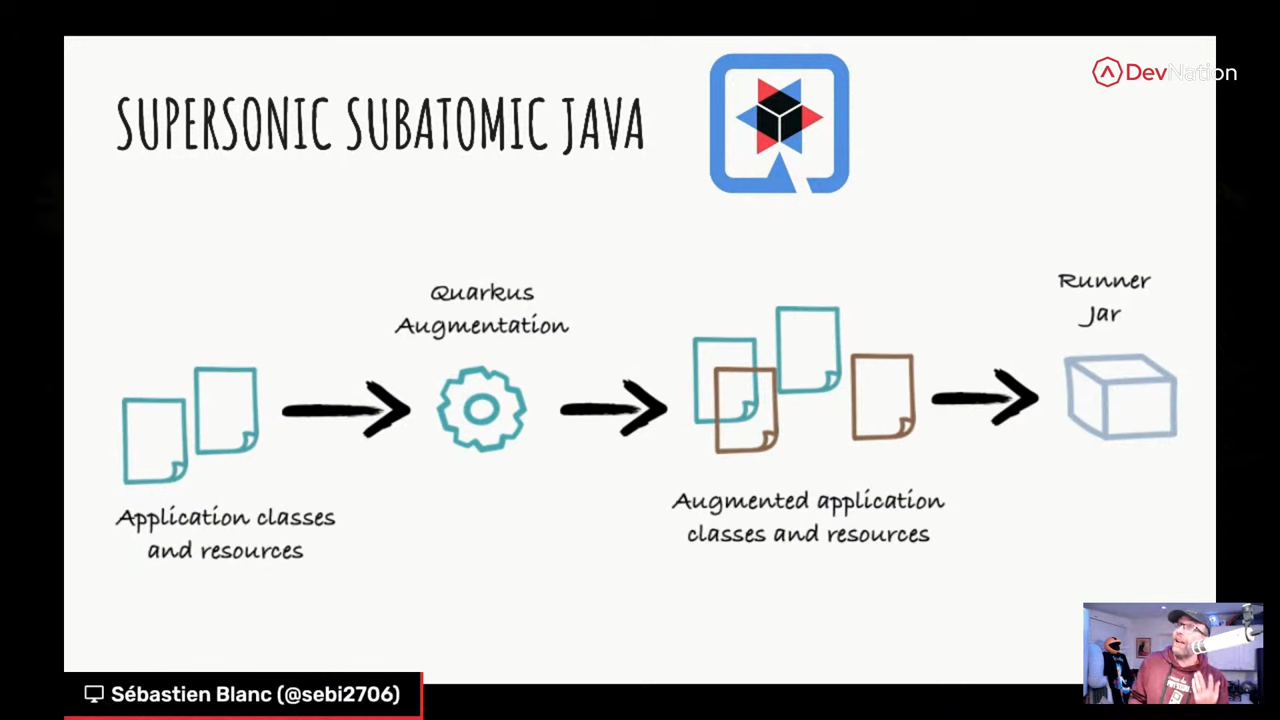 SUPERSONIC SUBATOMIC JAVA
DevNation
Quarkus
Augmentation
Runner
Jar
Application classes
and resources
Augmented application
classes and resources
Sébastien Blanc (@sebi2706)